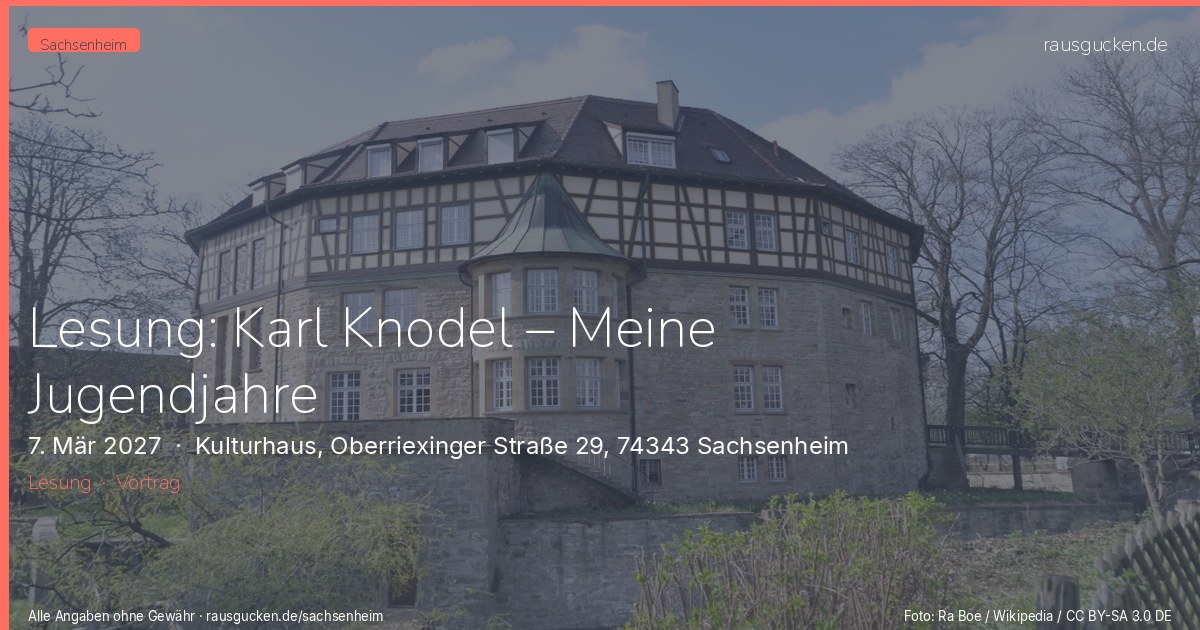 Sachsenheim
rausgucken.de
Lesung: Karl Knodel – Meine
Jugendjahre
7. Mär 2027 · Kulturhaus, Oberriexinger Straße 29, 74343 Sachsenheim
Lesung · Vortrag
Alle Angaben ohne Gewähr · rausgucken.de/sachsenheim
Foto: Ra Boe / Wikipedia / CC BY-SA 3.0 DE